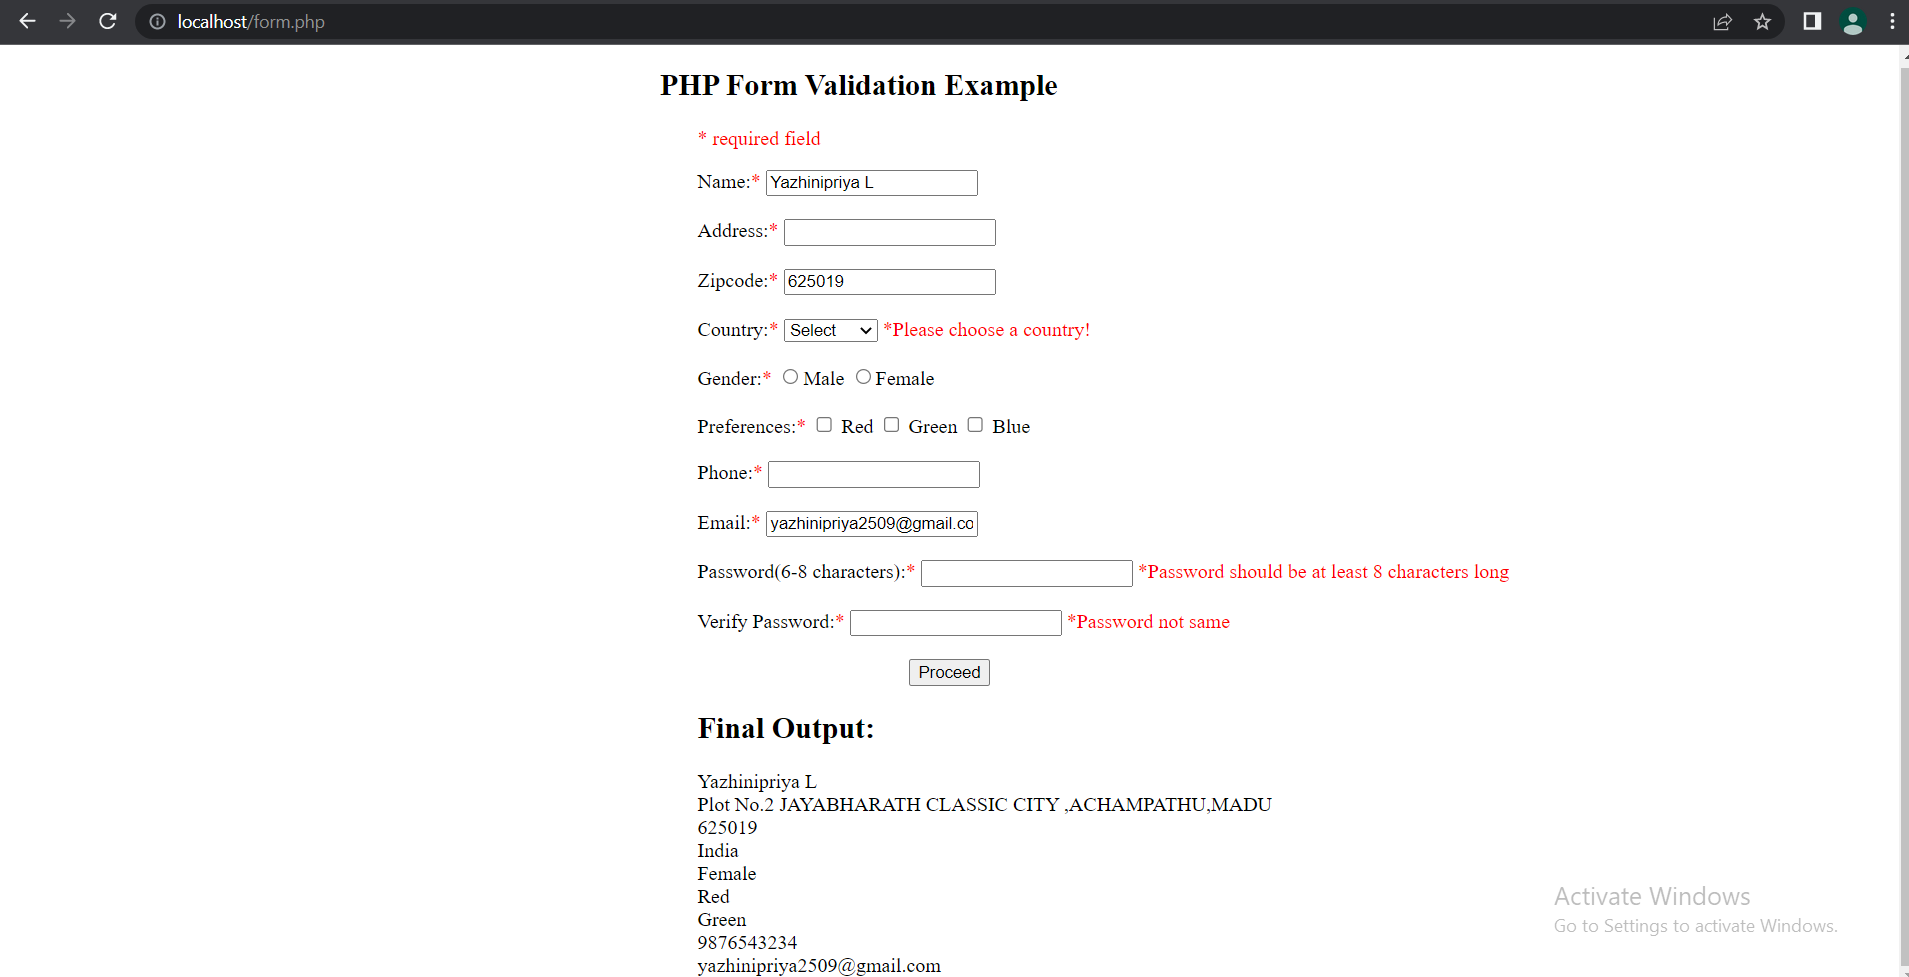 localhost/form.php
PHP Form Validation Example
* required field
Name:* Yazhinipriya L
Address:*
Zipcode:* 625019
Country:* Select *Please choose a country!
Gender:* Male Female
Preferences:* Red Green Blue
Phone:*
Email:* yazhinipriya2509@gmail.co
Password(6-8 characters):* *Password should be at least 8 characters long
Verify Password:* *Password not same
Proceed
Final Output:
Yazhinipriya L
Plot No.2 JAYABHARATH CLASSIC CITY ,ACHAMPATHU,MADU
625019
India
Female
Red
Green
9876543234
yazhinipriya2509@gmail.com
Activate Windows
Go to Settings to activate Windows.